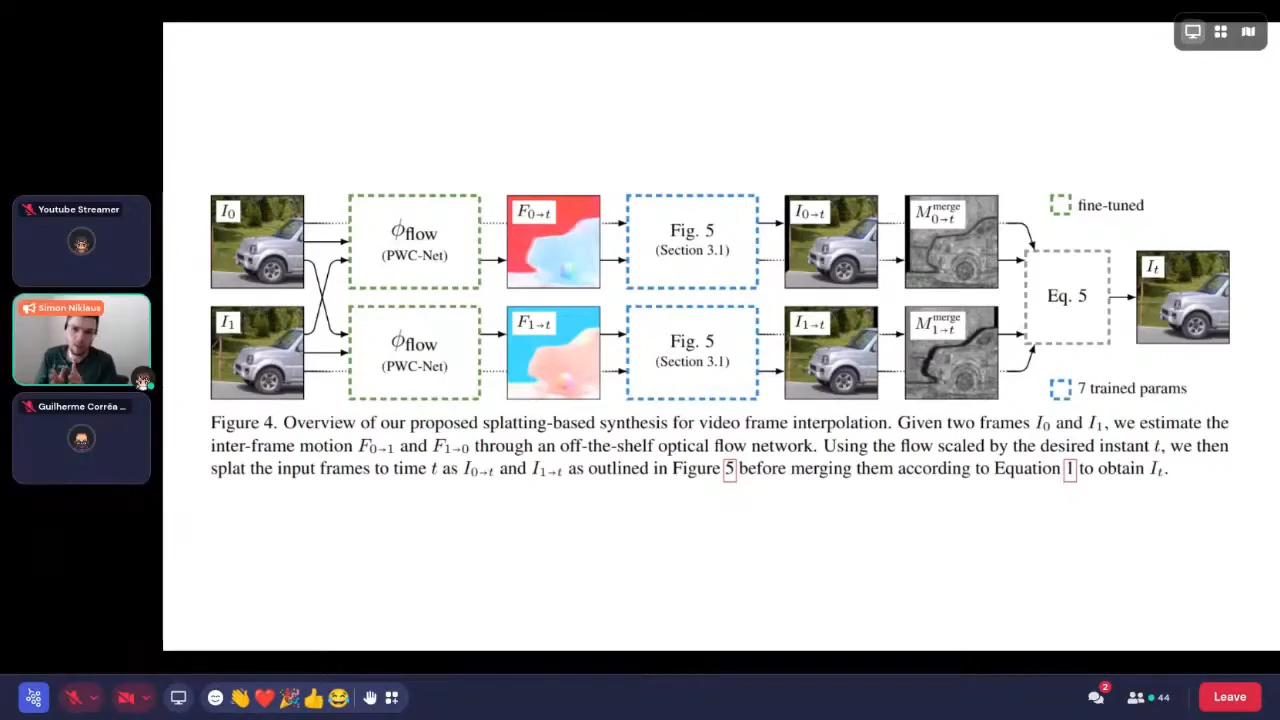 Youtube Streamer
Simon Niklaus
Guilherme Corrêa ...
I0
I1
ϕflow
(PWC-Net)
ϕflow
(PWC-Net)
F0→t
F1→t
Fig. 5
(Section 3.1)
Fig. 5
(Section 3.1)
I0→t
I1→t
M0→t merge
M1→t merge
fine-tuned
Eq. 5
It
7 trained params
Figure 4. Overview of our proposed splatting-based synthesis for video frame interpolation. Given two frames I0 and I1, we estimate the
inter-frame motion F0→1 and F1→0 through an off-the-shelf optical flow network. Using the flow scaled by the desired instant t, we then
splat the input frames to time t as I0→t and I1→t as outlined in Figure 5 before merging them according to Equation 1 to obtain It.
2
44
Leave